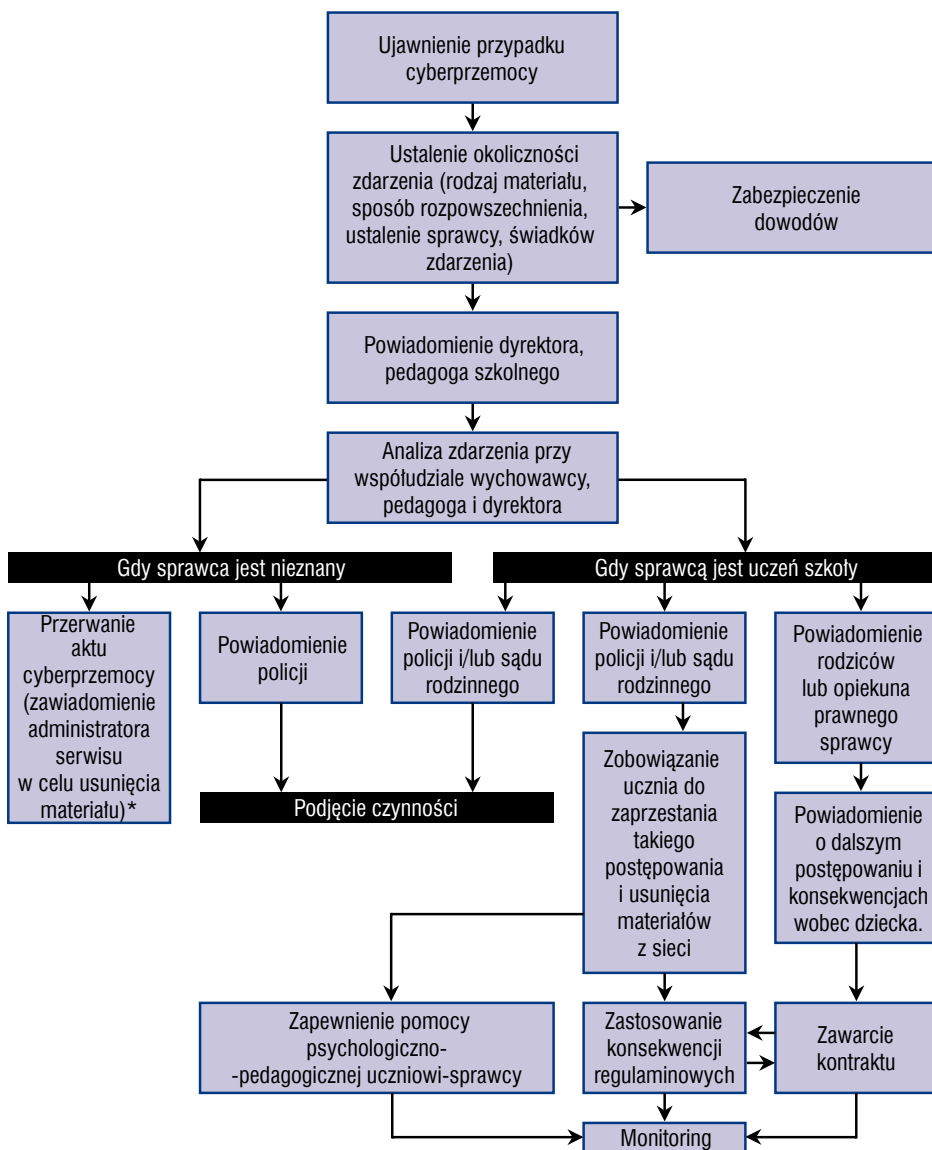 Ujawnienie przypadku
cyberprzemocy
Ustalenie okoliczności
zdarzenia (rodzaj materiału,
sposób rozpowszechnienia,
ustalenie sprawcy, świadków
zdarzenia)
Zabezpieczenie
dowodów
Powiadomienie dyrektora,
pedagoga szkolnego
Analiza zdarzenia przy
współudziale wychowawcy,
pedagoga i dyrektora
Gdy sprawca jest nieznany
Gdy sprawcą jest uczeń szkoły
Przerwanie
aktu
cyberprzemocy
(zawiadomienie
administratora
serwisu
w celu usunięcia
materiału)*
Powiadomienie
policji
Powiadomienie
policji i/lub sądu
rodzinnego
Powiadomienie
policji i/lub sądu
rodzinnego
Powiadomienie
rodziców
lub opiekuna
prawnego
sprawcy
Podjęcie czynności
Zobowiązanie
ucznia do
zaprzestania
takiego
postępowania
i usunięcia
materiałów
z sieci
Powiadomienie
o dalszym
postępowaniu i
konsekwencjach
wobec dziecka.
Zapewnienie pomocy
psychologiczno-
-pedagogicznej uczniowi-sprawcy
Zastosowanie
konsekwencji
regulaminowych
Zawarcie
kontraktu
Monitoring